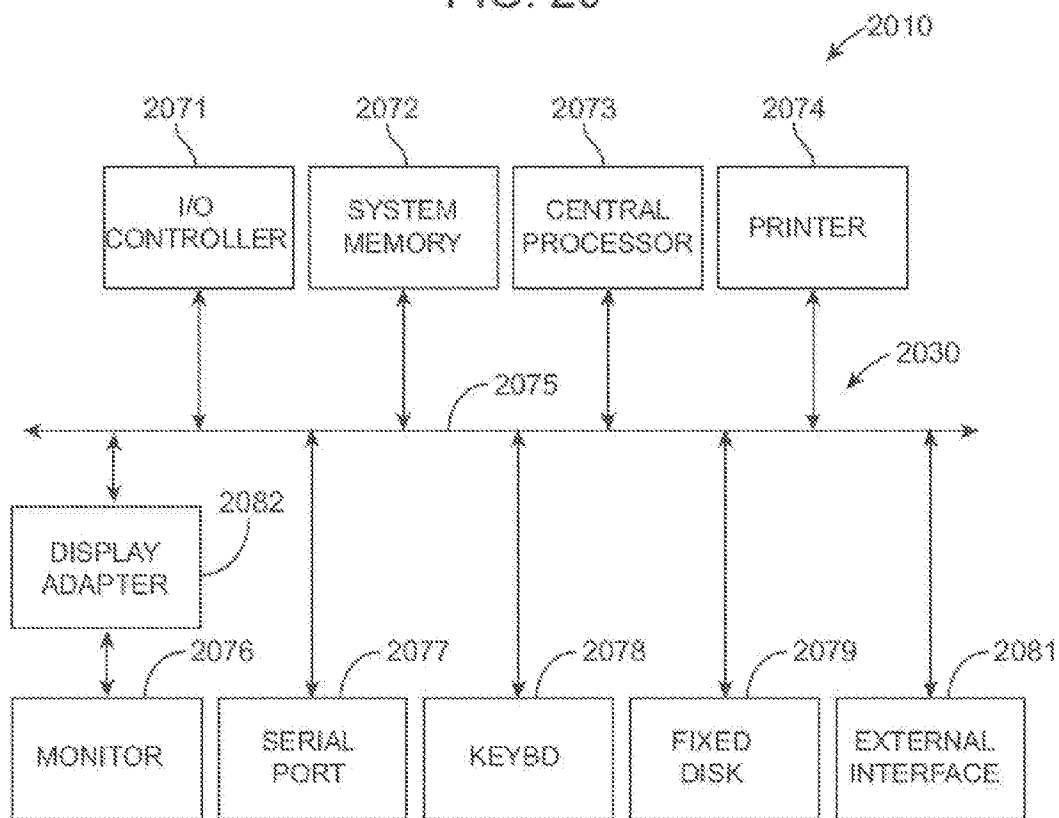 2010
2071
2072
2073
2074
I/O
CONTROLLER
SYSTEM
MEMORY
CENTRAL
PROCESSOR
PRINTER
2030
2075
2082
DISPLAY
ADAPTER
2076
2077
2078
2079
2081
MONITOR
SERIAL
PORT
KEYBD
FIXED
DISK
EXTERNAL
INTERFACE